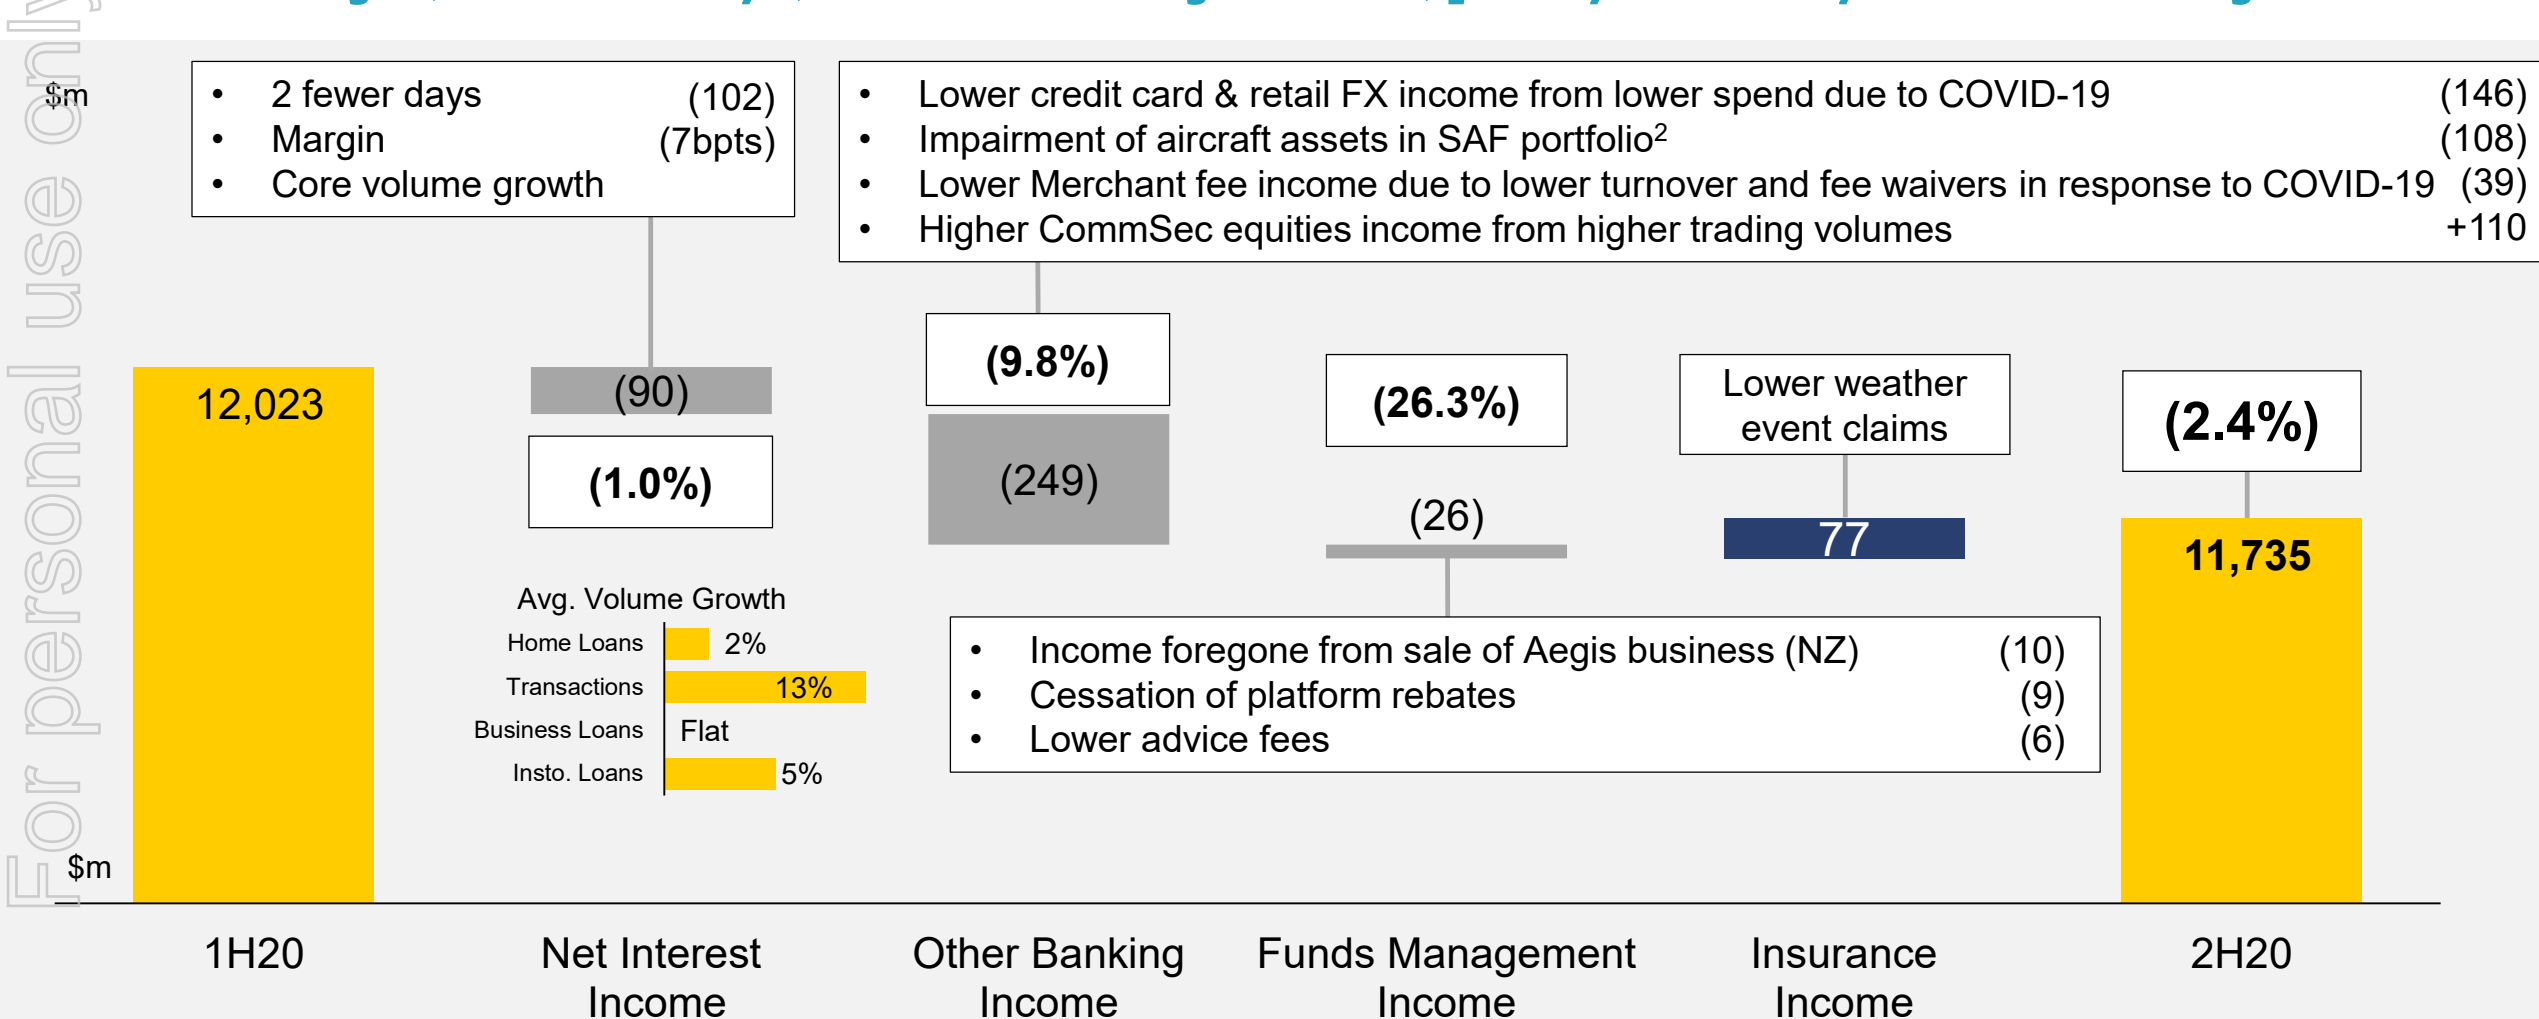 For personal use only
$m
• 2 fewer days (102)
• Margin (7bpts)
• Core volume growth
• Lower credit card & retail FX income from lower spend due to COVID-19 (146)
• Impairment of aircraft assets in SAF portfolio² (108)
• Lower Merchant fee income due to lower turnover and fee waivers in response to COVID-19 (39)
• Higher CommSec equities income from higher trading volumes +110
12,023
(90)
(1.0%)
(9.8%)
(249)
(26.3%)
(26)
Lower weather
event claims
77
(2.4%)
11,735
Avg. Volume Growth
Home Loans 2%
Transactions 13%
Business Loans Flat
Insto. Loans 5%
• Income foregone from sale of Aegis business (NZ) (10)
• Cessation of platform rebates (9)
• Lower advice fees (6)
$m
1H20
Net Interest
Income
Other Banking
Income
Funds Management
Income
Insurance
Income
2H20